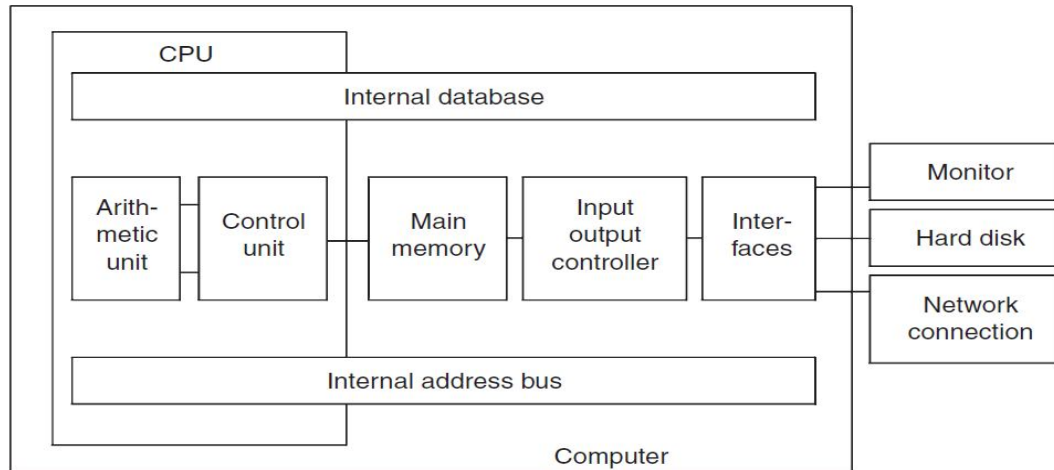 CPU
Internal database
Arith-
metic
unit
Control
unit
Main
memory
Input
output
controller
Inter-
faces
Monitor
Hard disk
Network
connection
Internal address bus
Computer